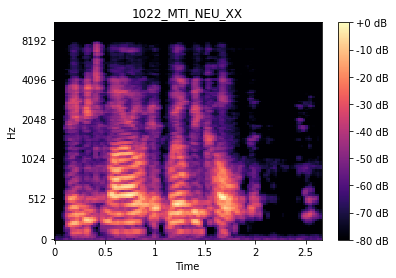 1022_MTI_NEU_XX
8192
4096
2048
1024
512
0
Hz
0
0.5
1
1.5
2
2.5
Time
+0 dB
-10 dB
-20 dB
-30 dB
-40 dB
-50 dB
-60 dB
-70 dB
-80 dB